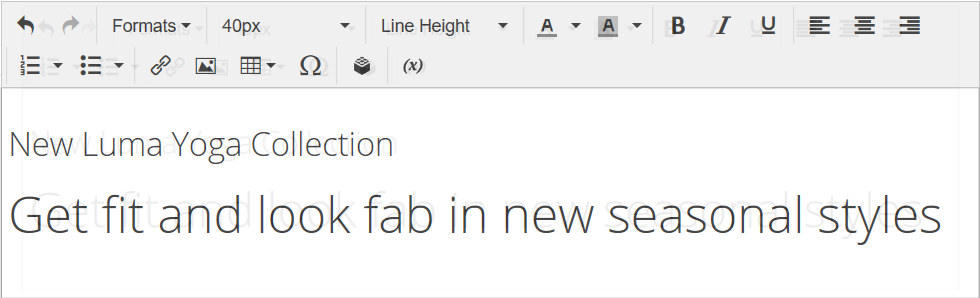 Formats 40px Line Height A A B I U
Ω (x)
New Luma Yoga Collection
Get fit and look fab in new seasonal styles